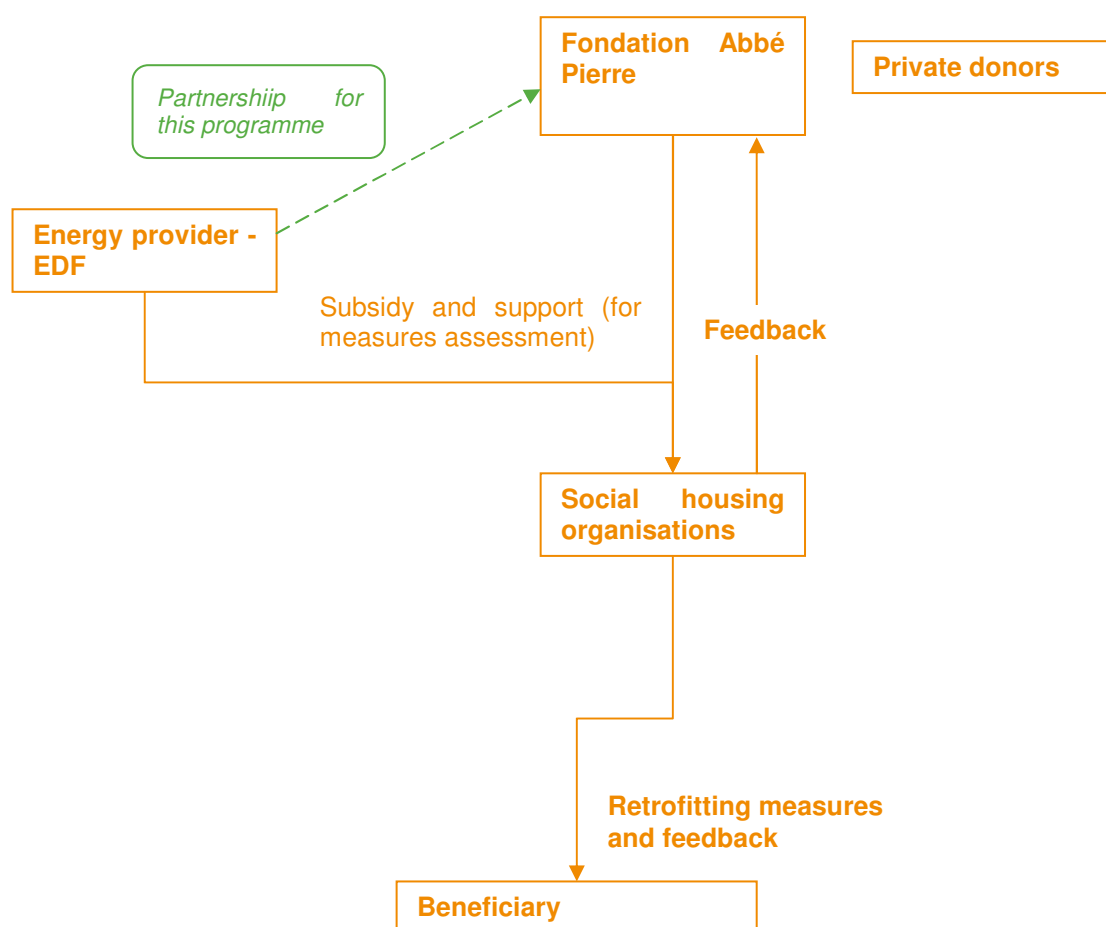 Fondation Abbé
Pierre
Private donors
Partnershiip for
this programme
Energy provider -
EDF
Subsidy and support (for
measures assessment)
Feedback
Social housing
organisations
Retrofitting measures
and feedback
Beneficiary